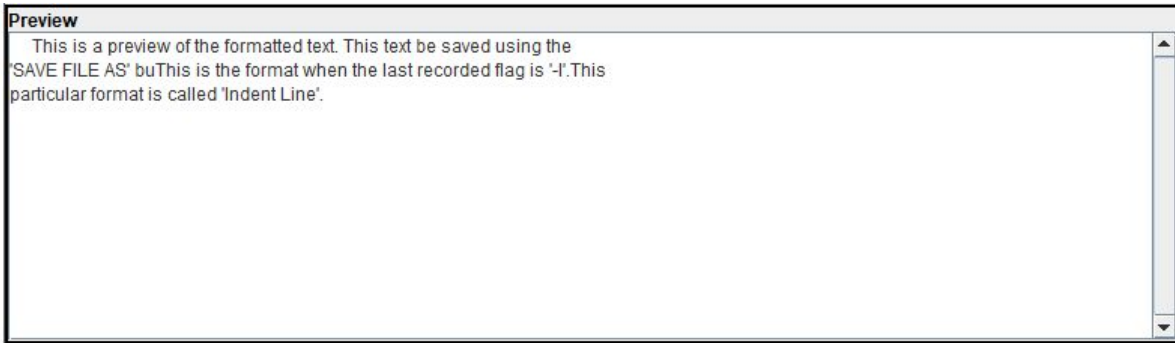 Preview
This is a preview of the formatted text. This text be saved using the
'SAVE FILE AS' buThis is the format when the last recorded flag is '-I'.This
particular format is called 'Indent Line'.